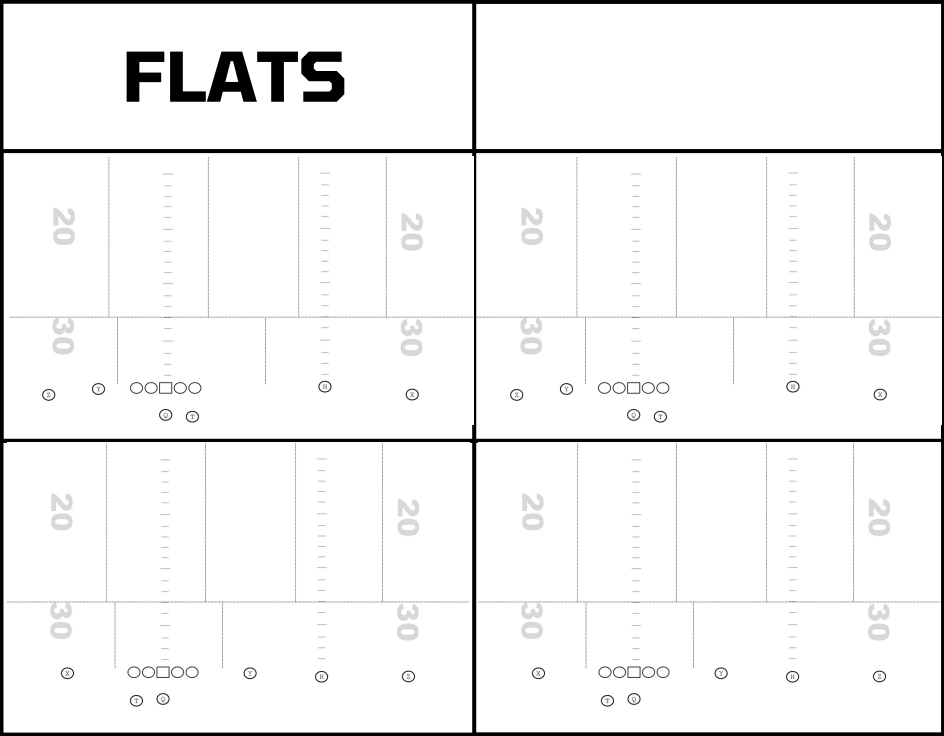 FLATS
20 20 20 20
30 30 30 30
Z Y H X Z Y H X
Q T Q T
20 20 20 20
30 30 30 30
X Y H Z X Y H Z
T Q T Q